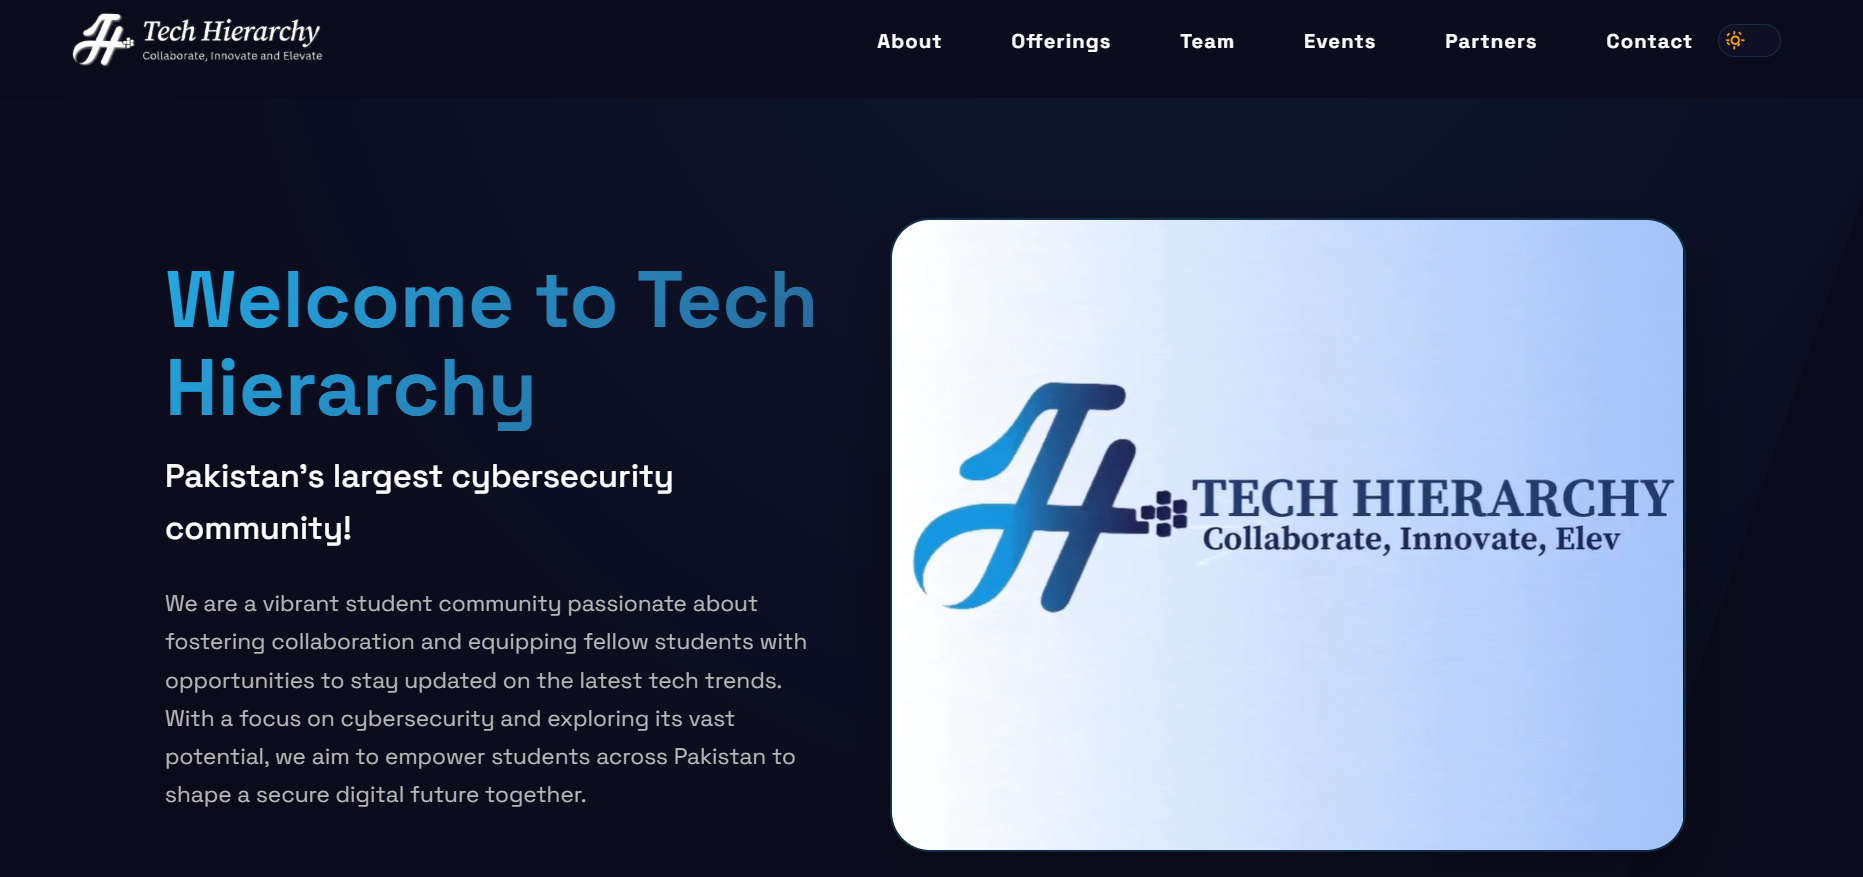 Tech Hierarchy
Collaborate, Innovate and Elevate
About
Offerings
Team
Events
Partners
Contact
Welcome to Tech
Hierarchy
Pakistan's largest cybersecurity
community!
We are a vibrant student community passionate about
fostering collaboration and equipping fellow students with
opportunities to stay updated on the latest tech trends.
With a focus on cybersecurity and exploring its vast
potential, we aim to empower students across Pakistan to
shape a secure digital future together.
TECH HIERARCHY
Collaborate, Innovate, Elev